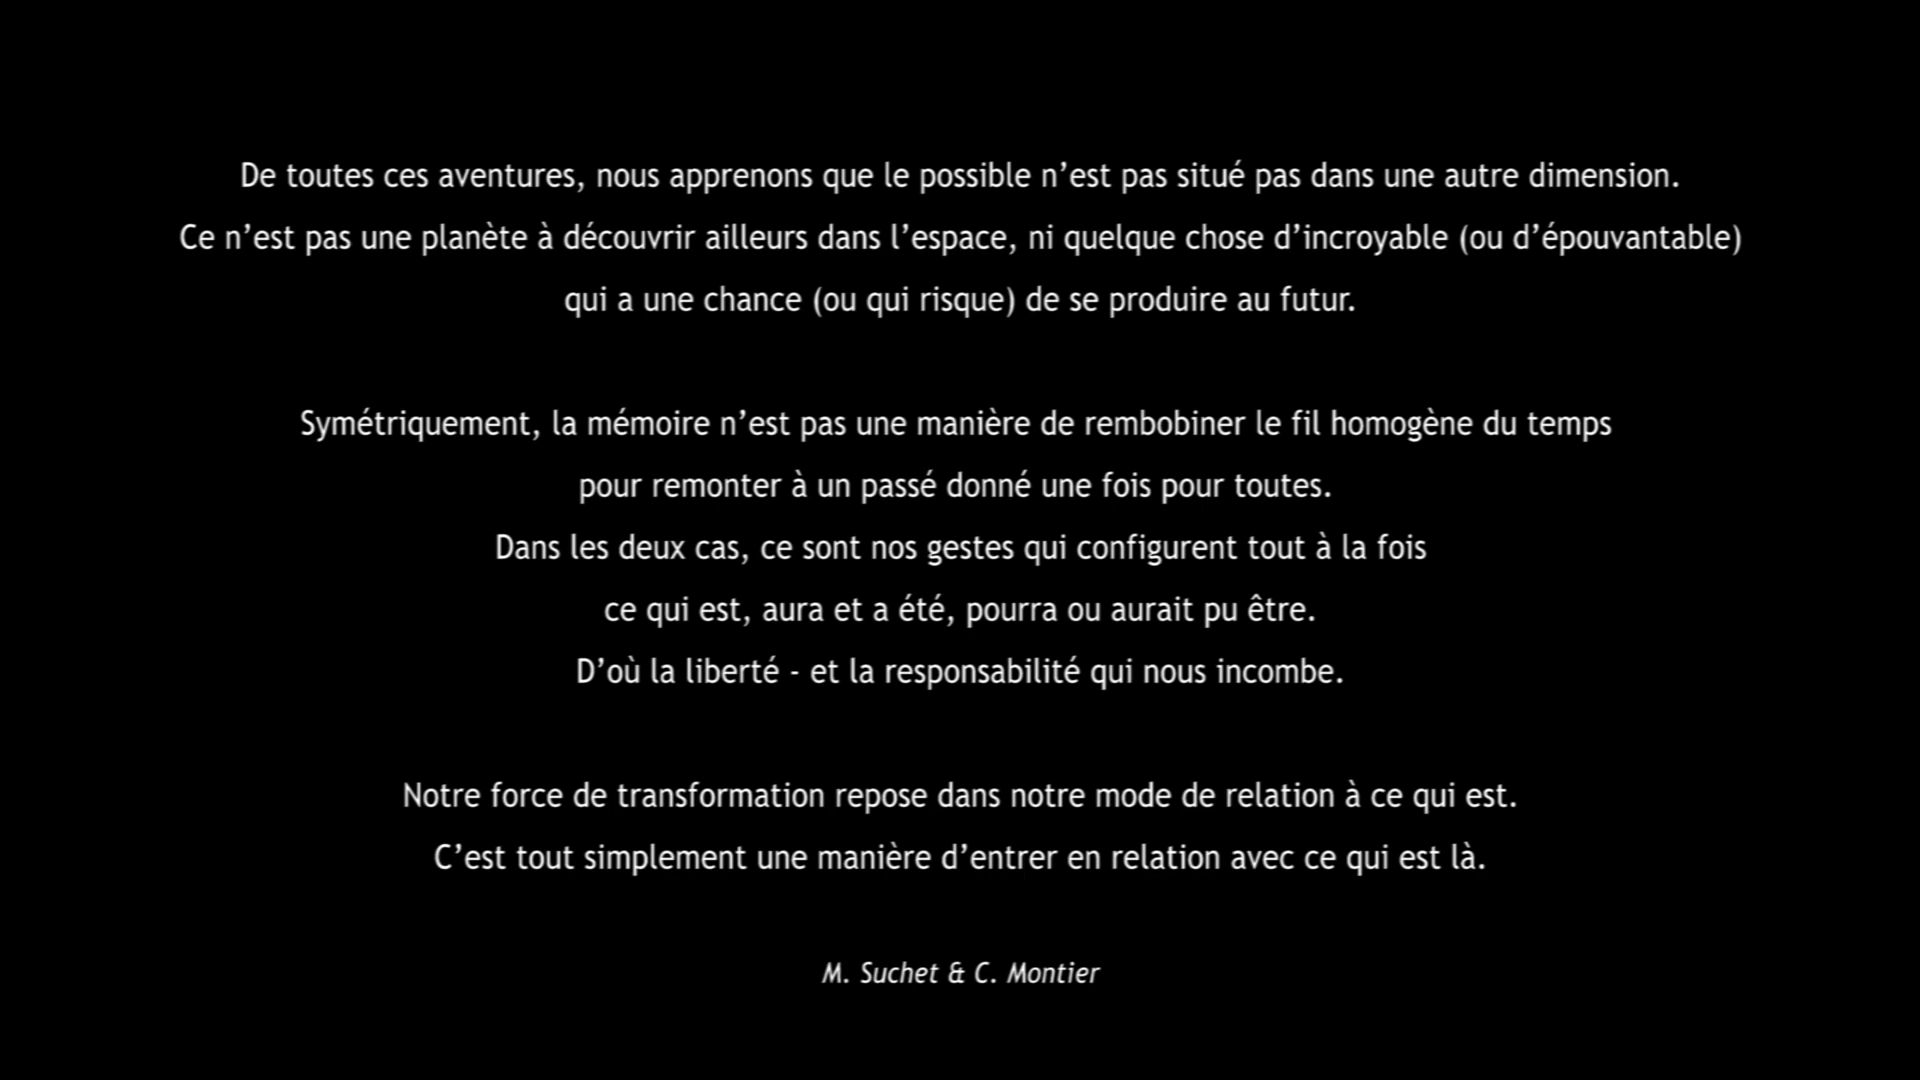 De toutes ces aventures, nous apprenons que le possible n’est pas situé pas dans une autre dimension.
Ce n’est pas une planète à découvrir ailleurs dans l’espace, ni quelque chose d’incroyable (ou d’épouvantable)
qui a une chance (ou qui risque) de se produire au futur.
Symétriquement, la mémoire n’est pas une manière de rembobiner le fil homogène du temps
pour remonter à un passé donné une fois pour toutes.
Dans les deux cas, ce sont nos gestes qui configurent tout à la fois
ce qui est, aura et a été, pourra ou aurait pu être.
D’où la liberté - et la responsabilité qui nous incombe.
Notre force de transformation repose dans notre mode de relation à ce qui est.
C’est tout simplement une manière d’entrer en relation avec ce qui est là.
M. Suchet & C. Montier